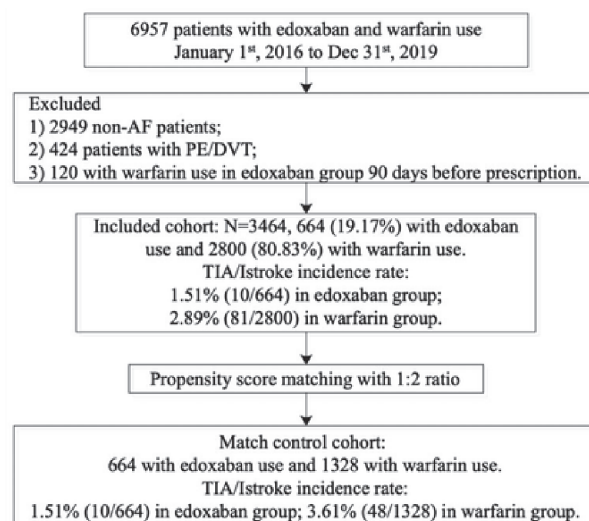 6957 patients with edoxaban and warfarin use
January 1st, 2016 to Dec 31st, 2019
Excluded
1) 2949 non-AF patients;
2) 424 patients with PE/DVT;
3) 120 with warfarin use in edoxaban group 90 days before prescription.
Included cohort: N=3464, 664 (19.17%) with edoxaban
use and 2800 (80.83%) with warfarin use.
TIA/Istroke incidence rate:
1.51% (10/664) in edoxaban group;
2.89% (81/2800) in warfarin group.
Propensity score matching with 1:2 ratio
Match control cohort:
664 with edoxaban use and 1328 with warfarin use.
TIA/Istroke incidence rate:
1.51% (10/664) in edoxaban group; 3.61% (48/1328) in warfarin group.